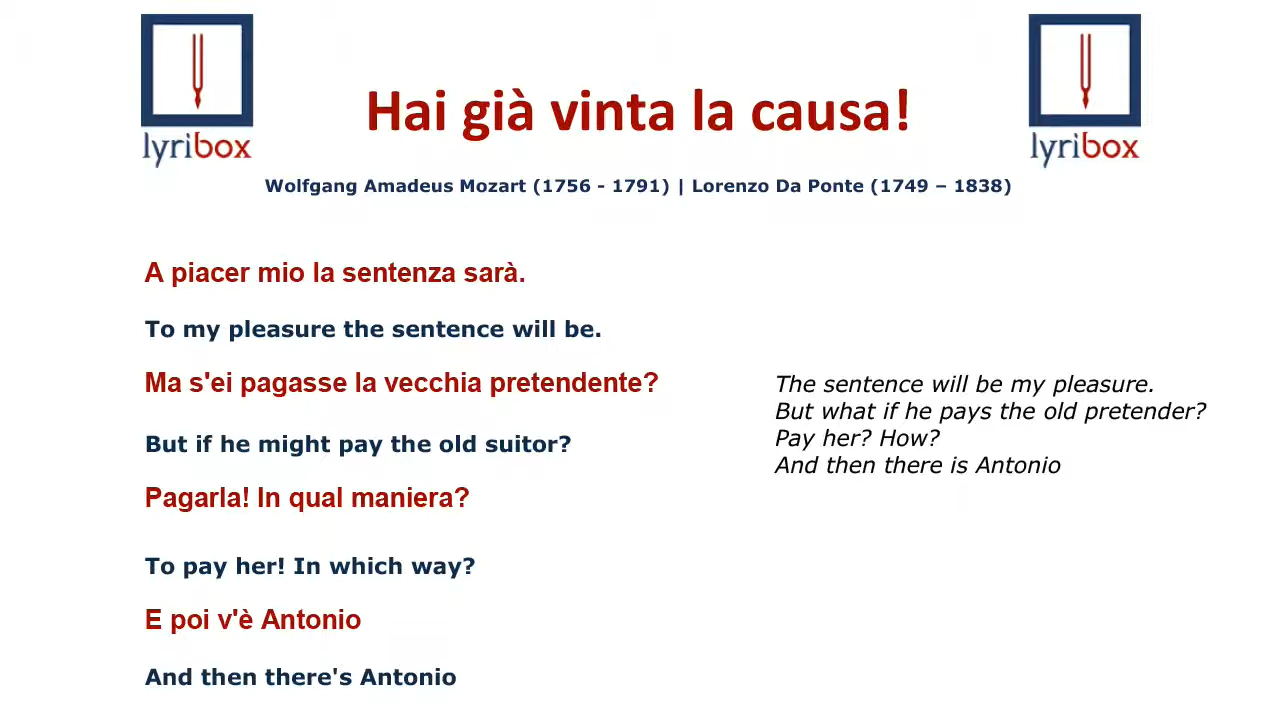 lyribox
Hai già vinta la causa!
lyribox
Wolfgang Amadeus Mozart (1756 - 1791) | Lorenzo Da Ponte (1749 – 1838)
A piacer mio la sentenza sarà.
To my pleasure the sentence will be.
Ma s'ei pagasse la vecchia pretendente?
But if he might pay the old suitor?
Pagarla! In qual maniera?
To pay her! In which way?
E poi v'è Antonio
And then there's Antonio
The sentence will be my pleasure.
But what if he pays the old pretender?
Pay her? How?
And then there is Antonio